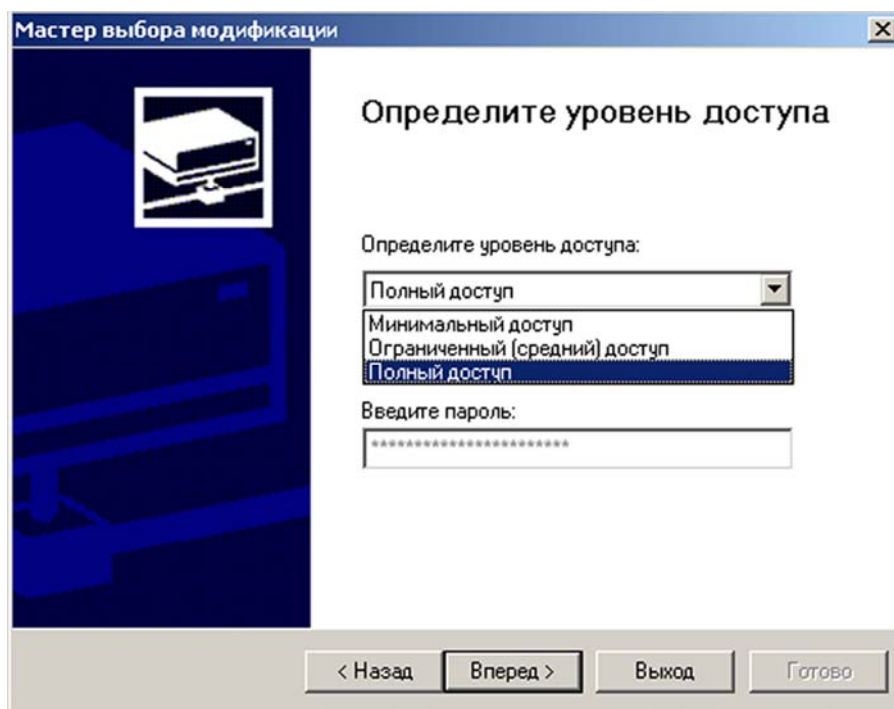 Мастер выбора модификации
Определите уровень доступа
Определите уровень доступа:
Полный доступ
Минимальный доступ
Ограниченный (средний) доступ
Полный доступ
Введите пароль:
***********************
< Назад
Вперед >
Выход
Готово